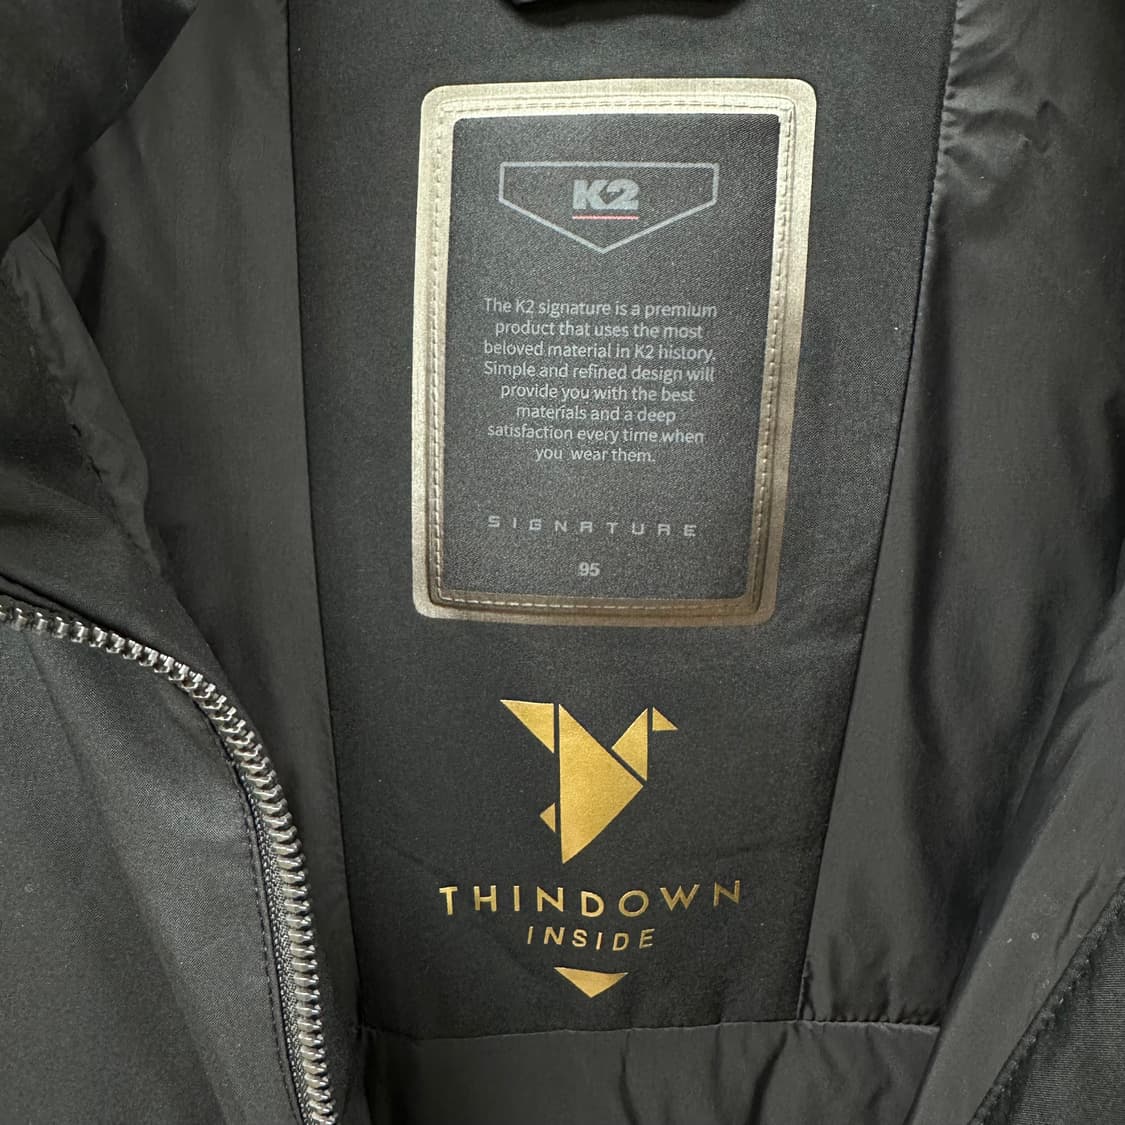 K2
The K2 signature is a premium
product that uses the most
beloved material in K2 history.
Simple and refined design will
provide you with the best
materials and a deep
satisfaction every time when
you wear them.
SIGNATURE
95
THINDOWN
INSIDE